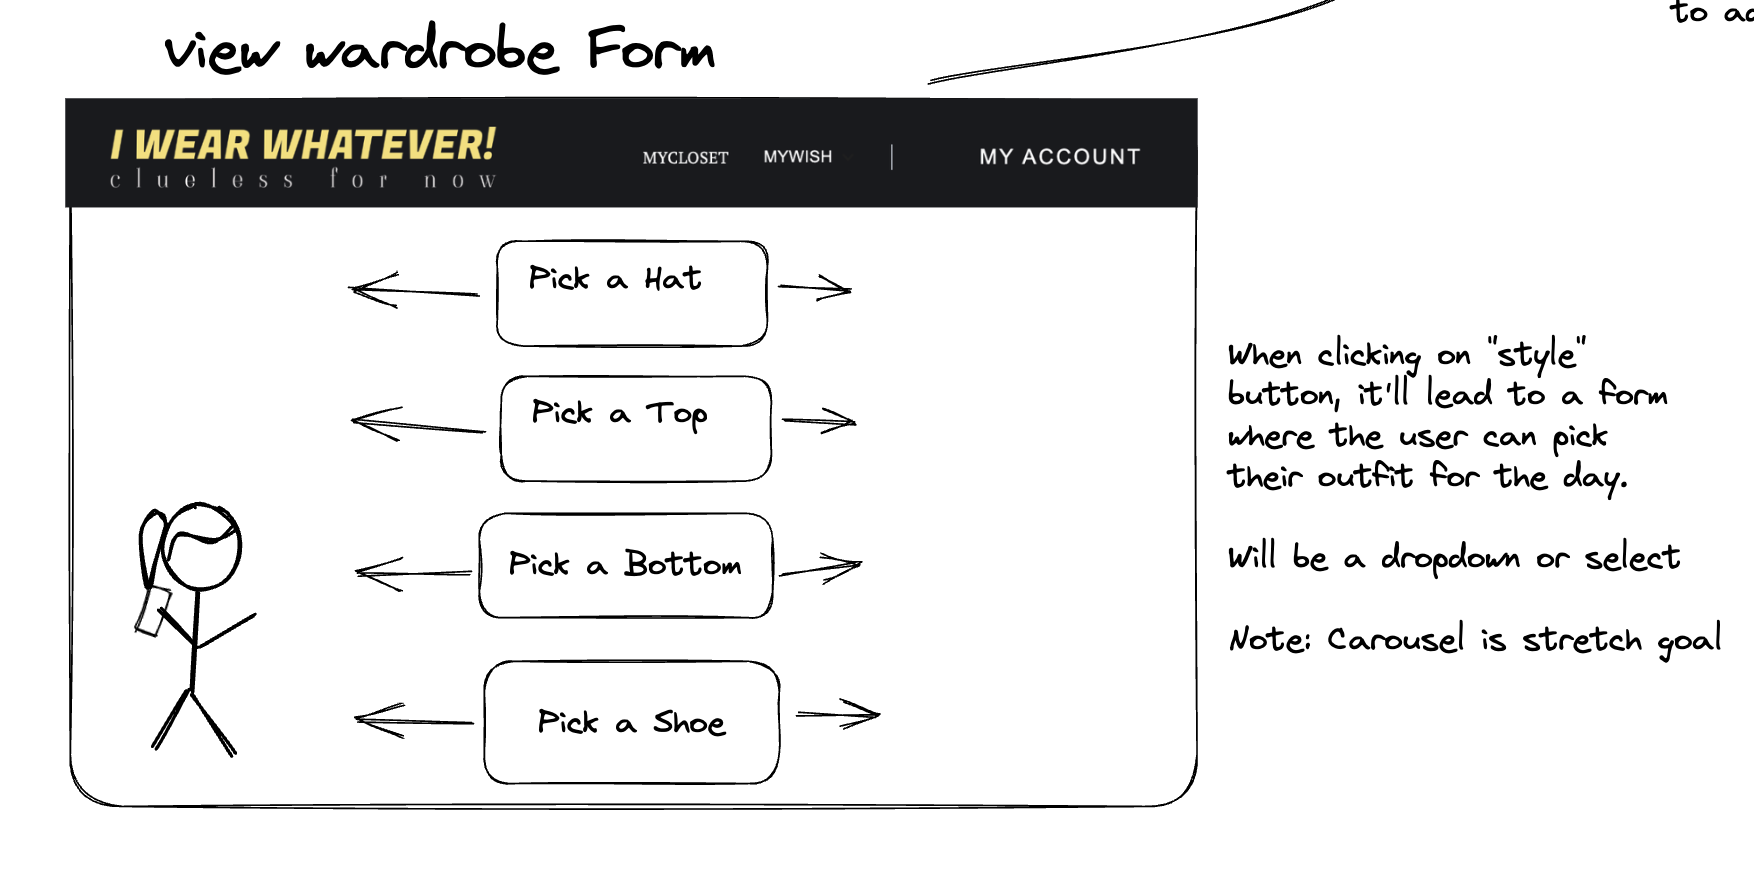 to
view wardrobe Form
I WEAR WHATEVER!
clueless for now
MYCLOSET
MYWISH
MY ACCOUNT
Pick a Hat
Pick a Top
Pick a Bottom
Pick a Shoe
When clicking on "style"
button, it'll lead to a form
where the user can pick
their outfit for the day.
Will be a dropdown or select
Note: Carousel is stretch goal